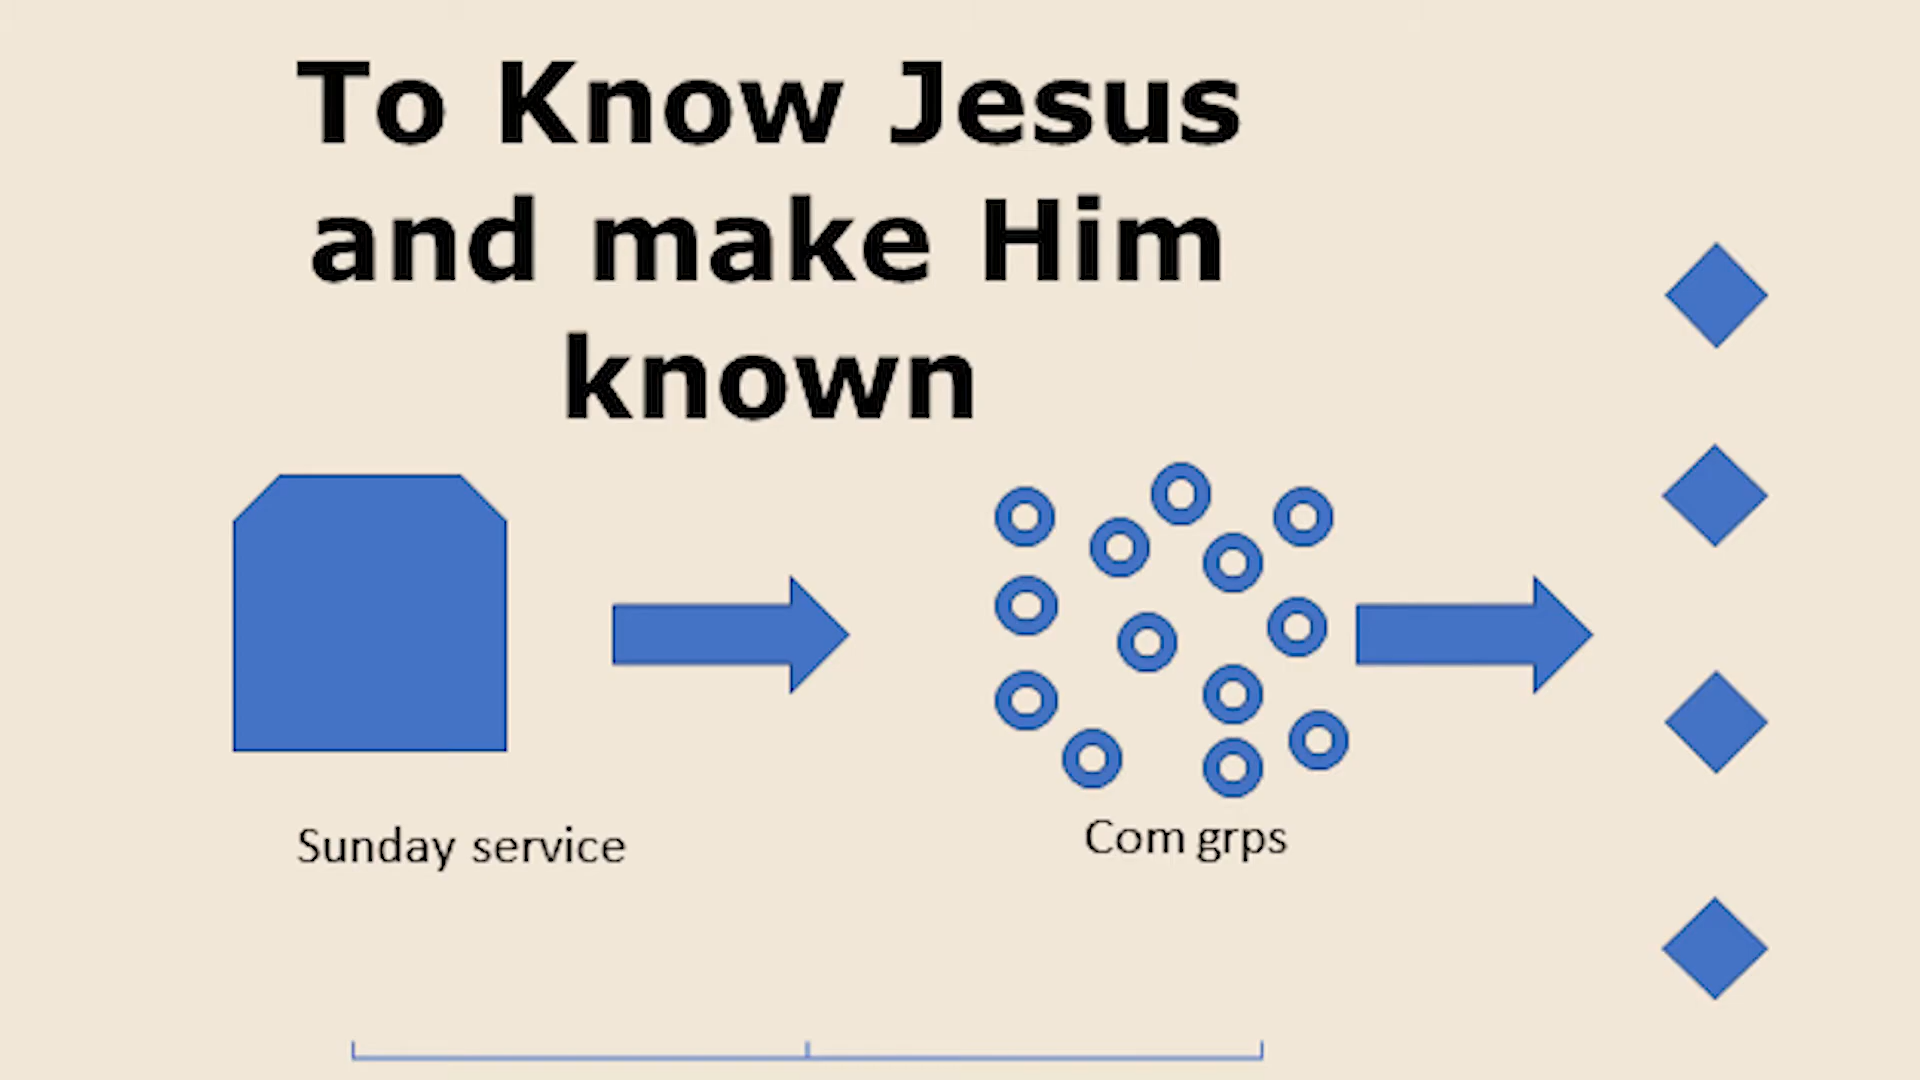 To Know Jesus
and make Him
known
Sunday service
Com grps